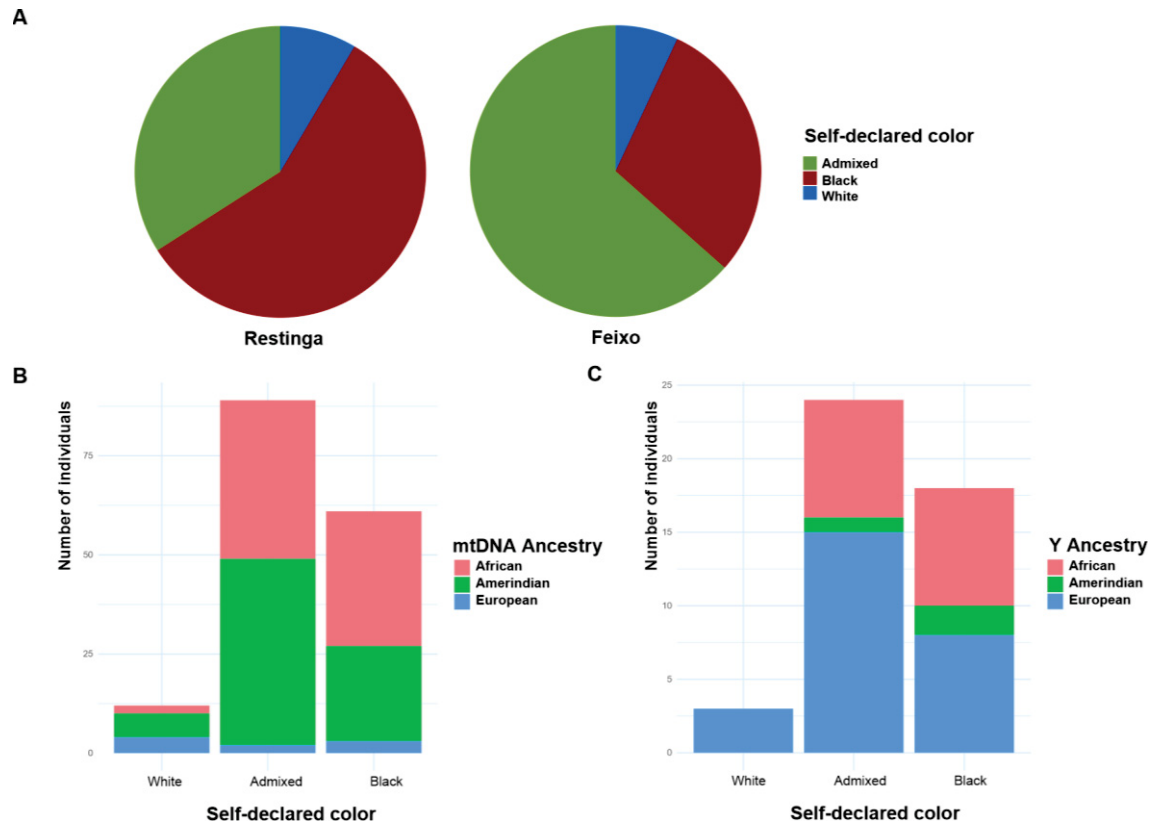 A
Self-declared color
Admixed
Black
White
Restinga
Feixo
B
Number of individuals
75
50
25
0
White
Admixed
Black
Self-declared color
mtDNA Ancestry
African
Amerindian
European
C
Number of individuals
25
20
15
10
5
0
White
Admixed
Black
Self-declared color
Y Ancestry
African
Amerindian
European